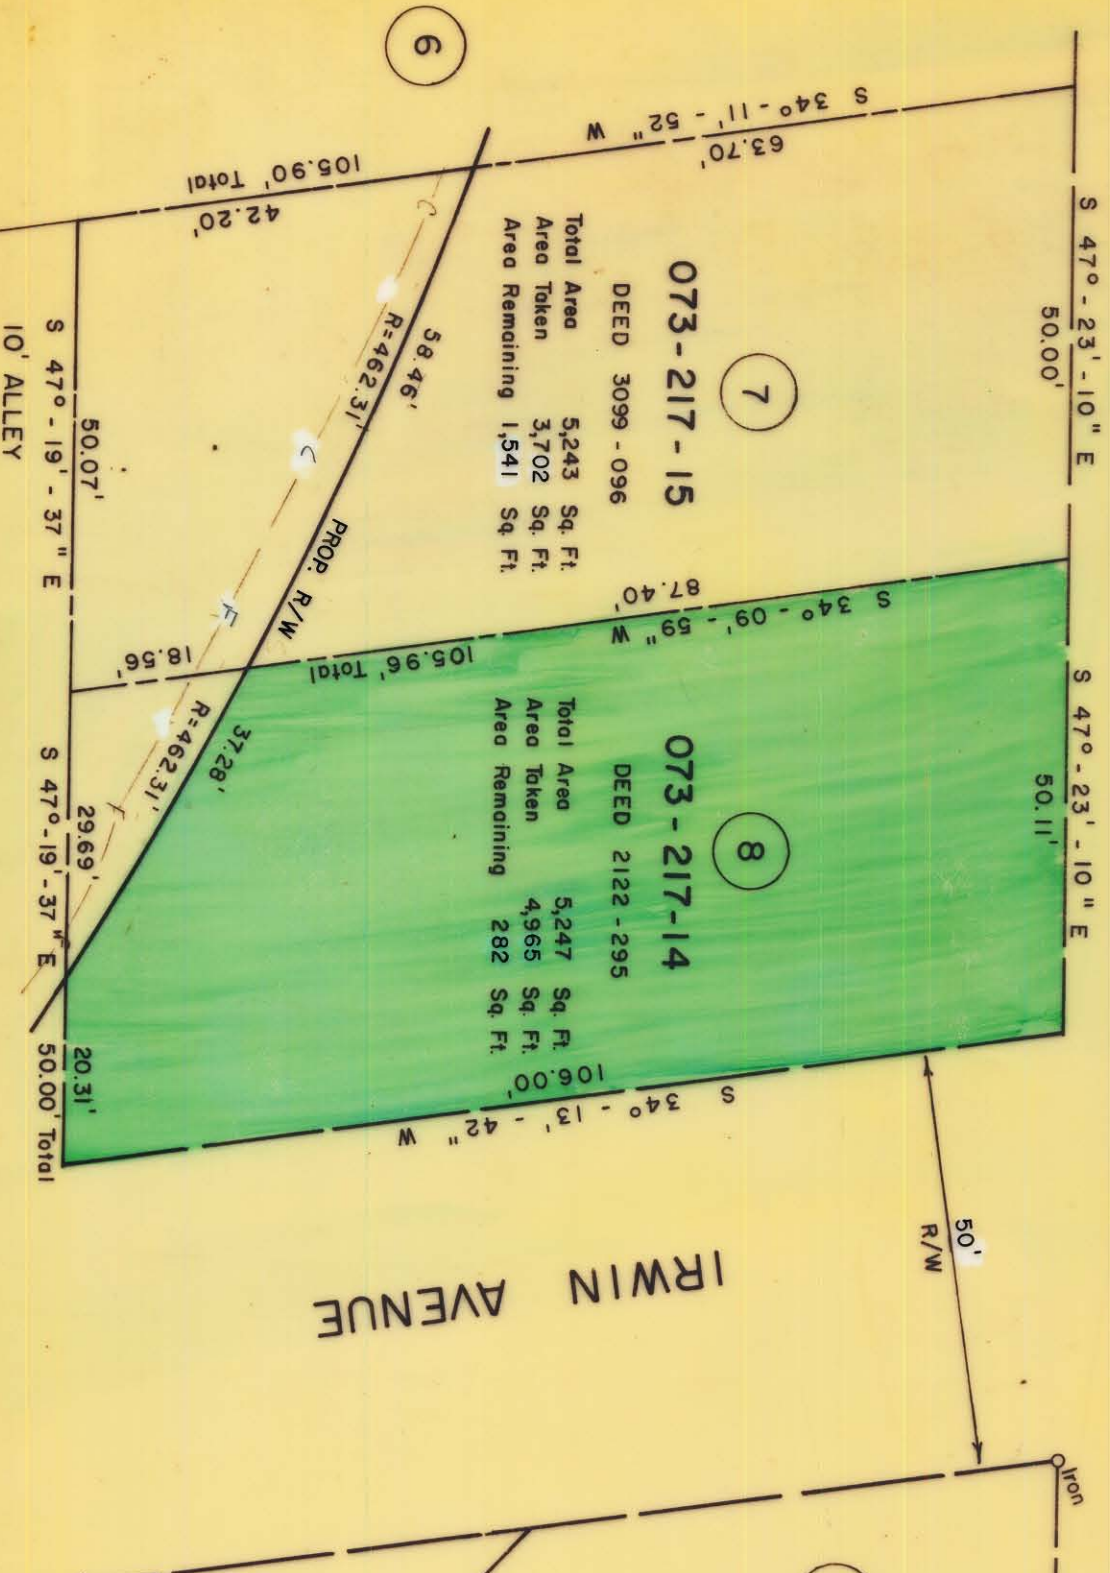 6
S 34° - 11' - 52" W
63.70'
105.90' Total
42.20'
S 47° - 23' - 10" E
50.00'
7
073-217-15
DEED 3099 - 096
Total Area 5,243 Sq. Ft.
Area Taken 3,702 Sq. Ft.
Area Remaining 1,541 Sq. Ft.
58.46'
R=462.31'
C
C
F
F
PROP. R/W
50.07'
S 47° - 19' - 37" E
10' ALLEY
S 34° - 09' - 59" W
87.40'
105.96' Total
18.56'
S 47° - 23' - 10" E
50.11'
8
073-217-14
DEED 2122 - 295
Total Area 5,247 Sq. Ft.
Area Taken 4,965 Sq. Ft.
Area Remaining 282 Sq. Ft.
37.28'
R=462.31'
29.69'
S 47° - 19' - 37" E
20.31'
50.00' Total
S 34° - 13' - 42" W
106.00'
50'
R/W
IRWIN AVENUE
Iron